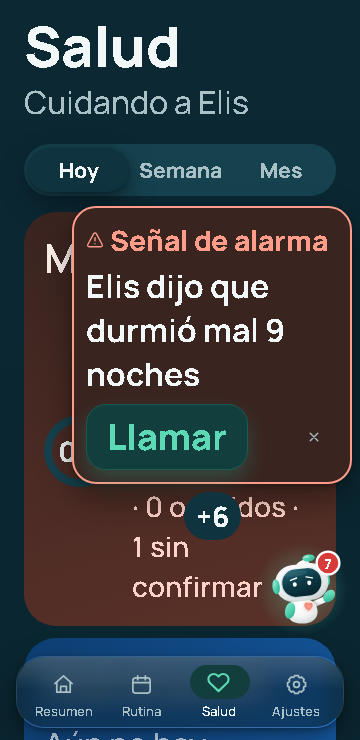 Salud
Cuidando a Elis
Hoy Semana Mes
Señal de alarma
Elis dijo que
durmió mal 9
noches
Llamar ×
M
0
· 0 o dos ·
+6
1 sin
confirmar
7
Resumen Rutina Salud Ajustes